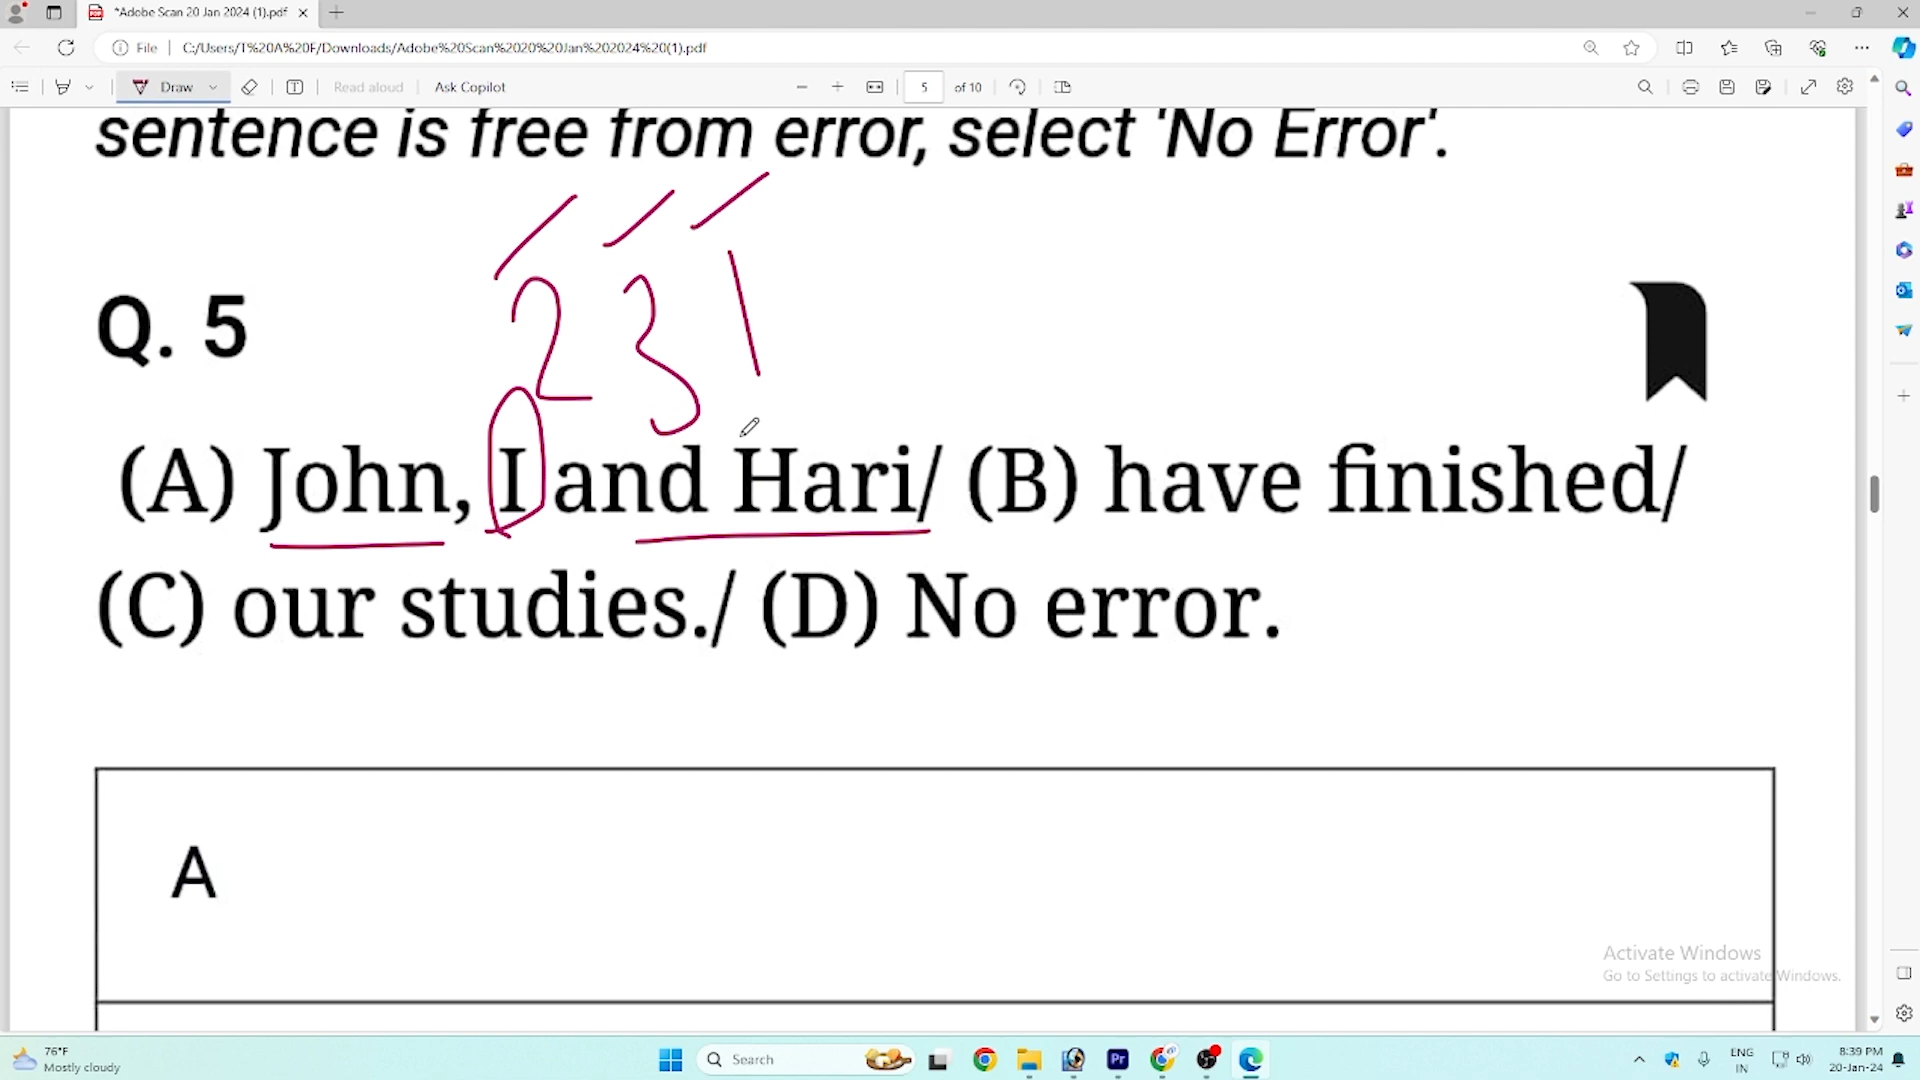 *Adobe Scan 20 Jan 2024 (1).pdf
File
C:/Users/T%20A%20F/Downloads/Adobe%20Scan%2020%20Jan%202024%20(1).pdf
Draw
Read aloud
Ask Copilot
5 of 10
sentence is free from error, select 'No Error'.
2 3 1
Q. 5
(A) John, I and Hari/ (B) have finished/
(C) our studies./ (D) No error.
A
Activate Windows
Go to Settings to activate Windows.
76°F
Mostly cloudy
Search
Pr
ENG
IN
8:39 PM
20-Jan-24